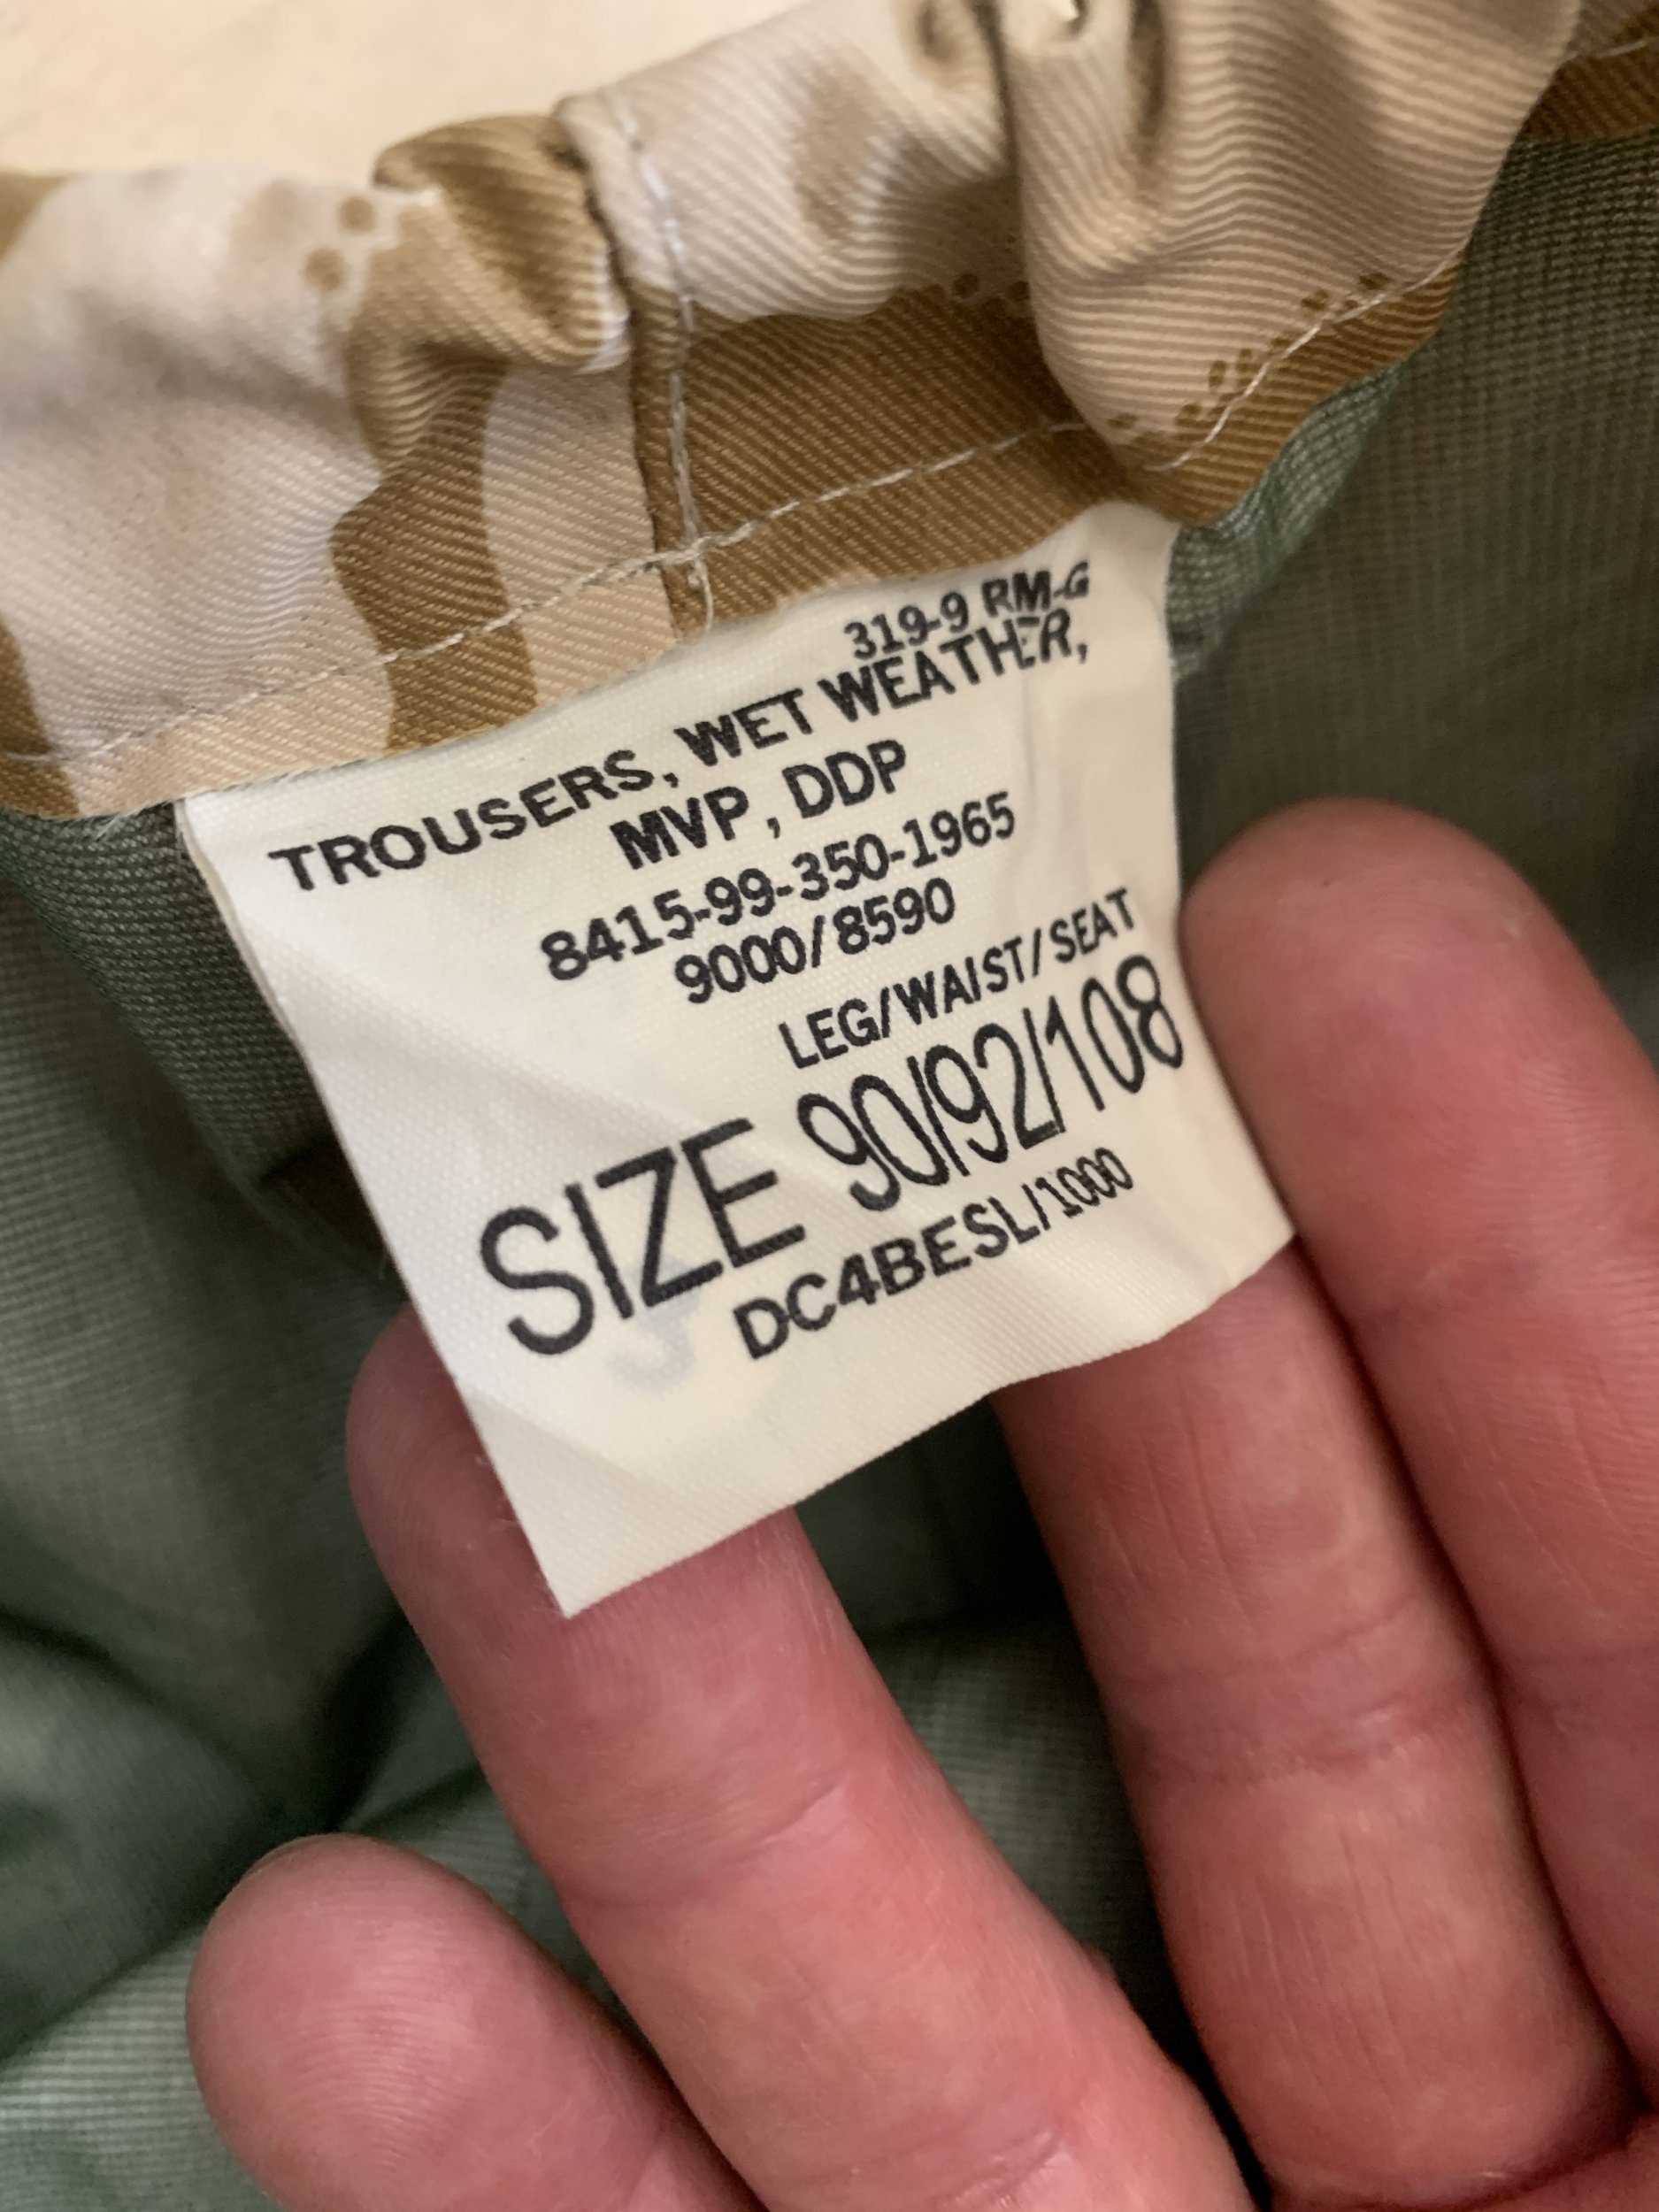 319-9 RM-G
TROUSERS, WET WEATHER,
MVP, DDP
8415-99-350-1965
9000/8590
LEG/WAIST/SEAT
SIZE 90/92/108
DC4BESL/1000